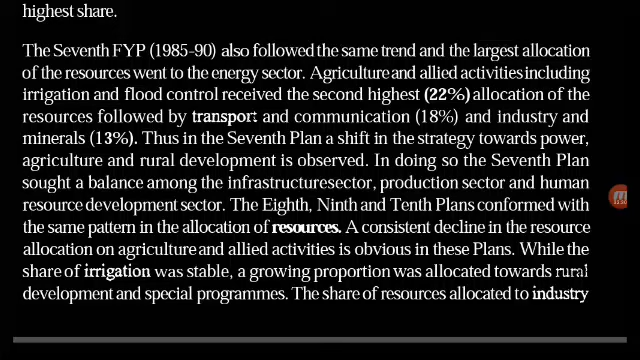 highest share.
The Seventh FYP (1985-90) also followed the same trend and the largest allocation
of the resources went to the energy sector. Agriculture and allied activities including
irrigation and flood control received the second highest (22%) allocation of the
resources followed by transport and communication (18%) and industry and
minerals (13%). Thus in the Seventh Plan a shift in the strategy towards power,
agriculture and rural development is observed. In doing so the Seventh Plan
sought a balance among the infrastructure sector, production sector and human
resource development sector. The Eighth, Ninth and Tenth Plans conformed with
the same pattern in the allocation of resources. A consistent decline in the resource
allocation on agriculture and allied activities is obvious in these Plans. While the
share of irrigation was stable, a growing proportion was allocated towards rural
development and special programmes. The share of resources allocated to industry